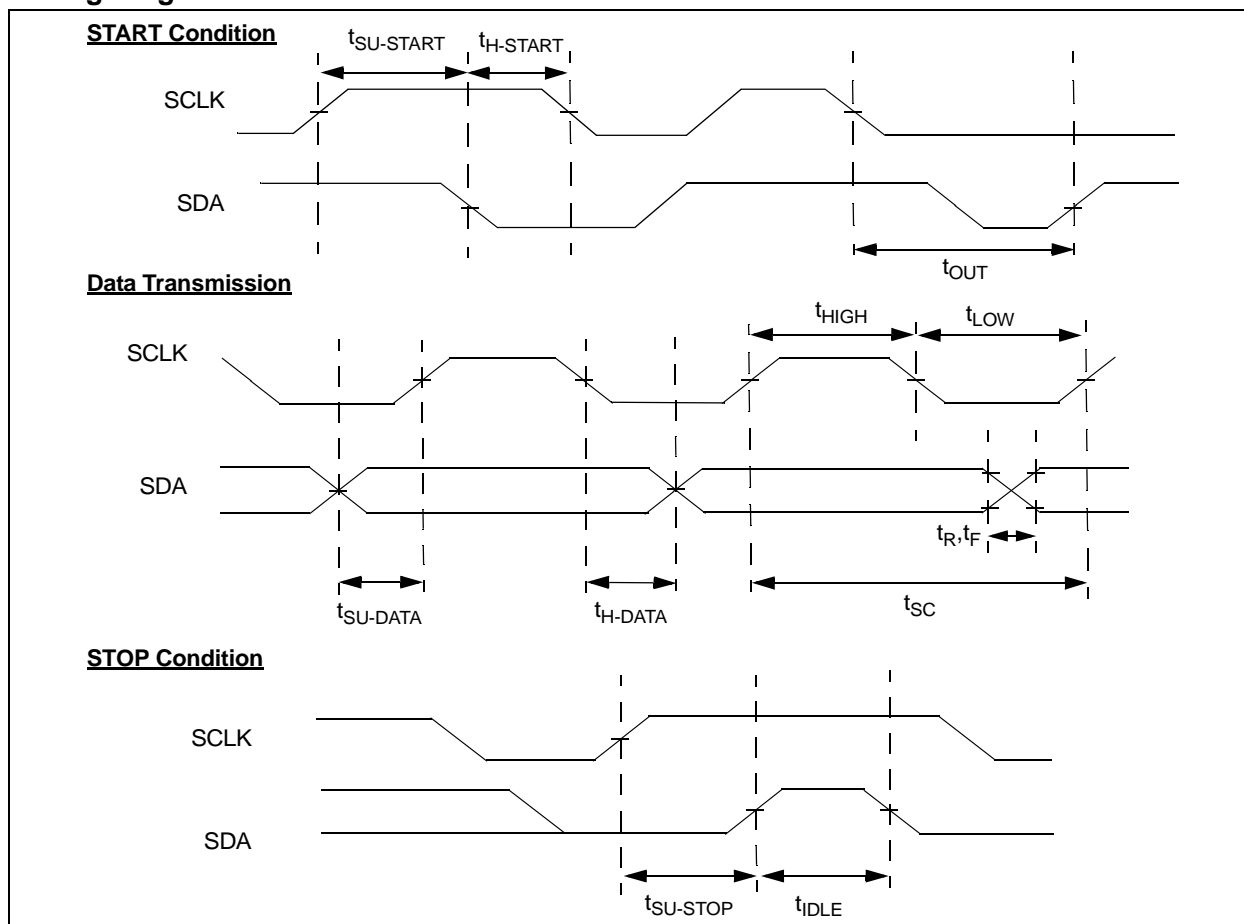 START Condition
tSU-START
tH-START
SCLK
SDA
tOUT
Data Transmission
tHIGH
tLOW
SCLK
SDA
tR,tF
tSU-DATA
tH-DATA
tSC
STOP Condition
SCLK
SDA
tSU-STOP
tIDLE